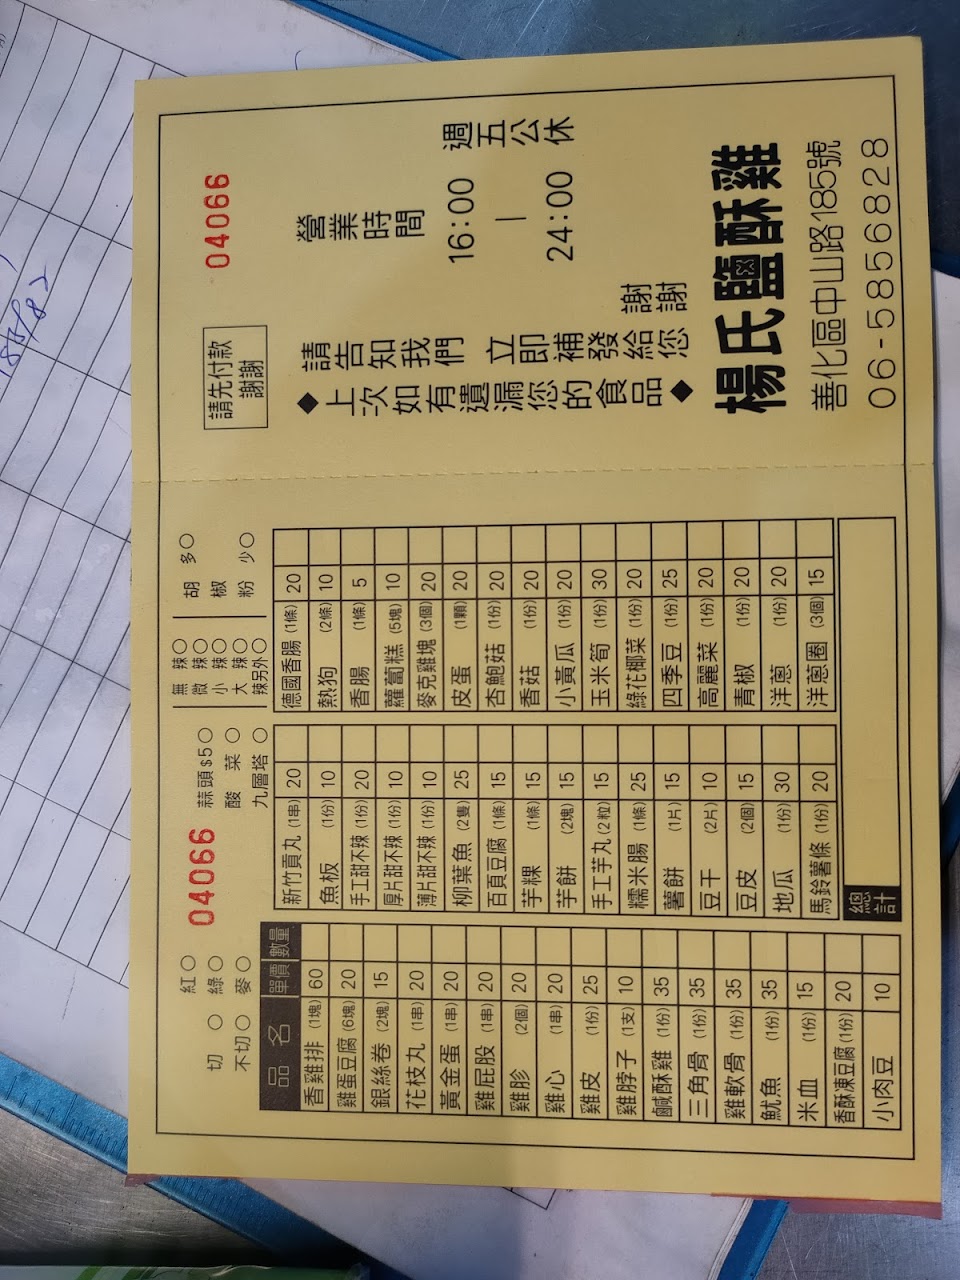 切○ 紅○
不切○ 綠○
麥○
04066
蒜頭$5○
酸菜○
九層塔○
無辣○
微辣○
小辣○
大辣○
辣另外○
胡椒粉 多○ 少○
品名 單價 數量
香雞排 (1塊) 60
雞蛋豆腐 (6塊) 20
銀絲卷 (2塊) 15
花枝丸 (1串) 20
黃金蛋 (1串) 20
雞屁股 (1串) 20
雞胗 (2個) 20
雞心 (1串) 20
雞皮 (1份) 25
雞脖子 (1支) 10
鹹酥雞 (1份) 35
三角骨 (1份) 35
雞軟骨 (1份) 35
魷魚 (1份) 35
米血 (1份) 15
香酥凍豆腐 (1份) 20
小肉豆 10
新竹貢丸 (1串) 20
魚板 (1份) 10
手工甜不辣 (1份) 20
厚片甜不辣 (1份) 10
薄片甜不辣 (1份) 10
柳葉魚 (2隻) 25
百頁豆腐 (1條) 15
芋粿 (1條) 15
芋餅 (2塊) 15
手工芋丸 (2粒) 15
糯米腸 (1條) 25
薯餅 (1片) 15
豆干 (2片) 10
豆皮 (2個) 15
地瓜 (1份) 30
馬鈴薯條 (1份) 20
總計
德國香腸 (1條) 20
熱狗 (2條) 10
香腸 (1條) 5
蘿蔔糕 (5塊) 10
麥克雞塊 (3個) 20
皮蛋 (1顆) 20
杏鮑菇 (1份) 20
香菇 (1份) 20
小黃瓜 (1份) 20
玉米筍 (1份) 30
綠花椰菜 (1份) 20
四季豆 (1份) 25
高麗菜 (1份) 20
青椒 (1份) 20
洋蔥 (1份) 20
洋蔥圈 (3個) 15
請先付款
謝謝
04066
◆上次如有遺漏您的食品◆
請告知我們 立即補發給您
謝謝
營業時間
16:00
|
24:00
週五公休
楊氏鹽酥雞
善化區中山路185號
06-5856828